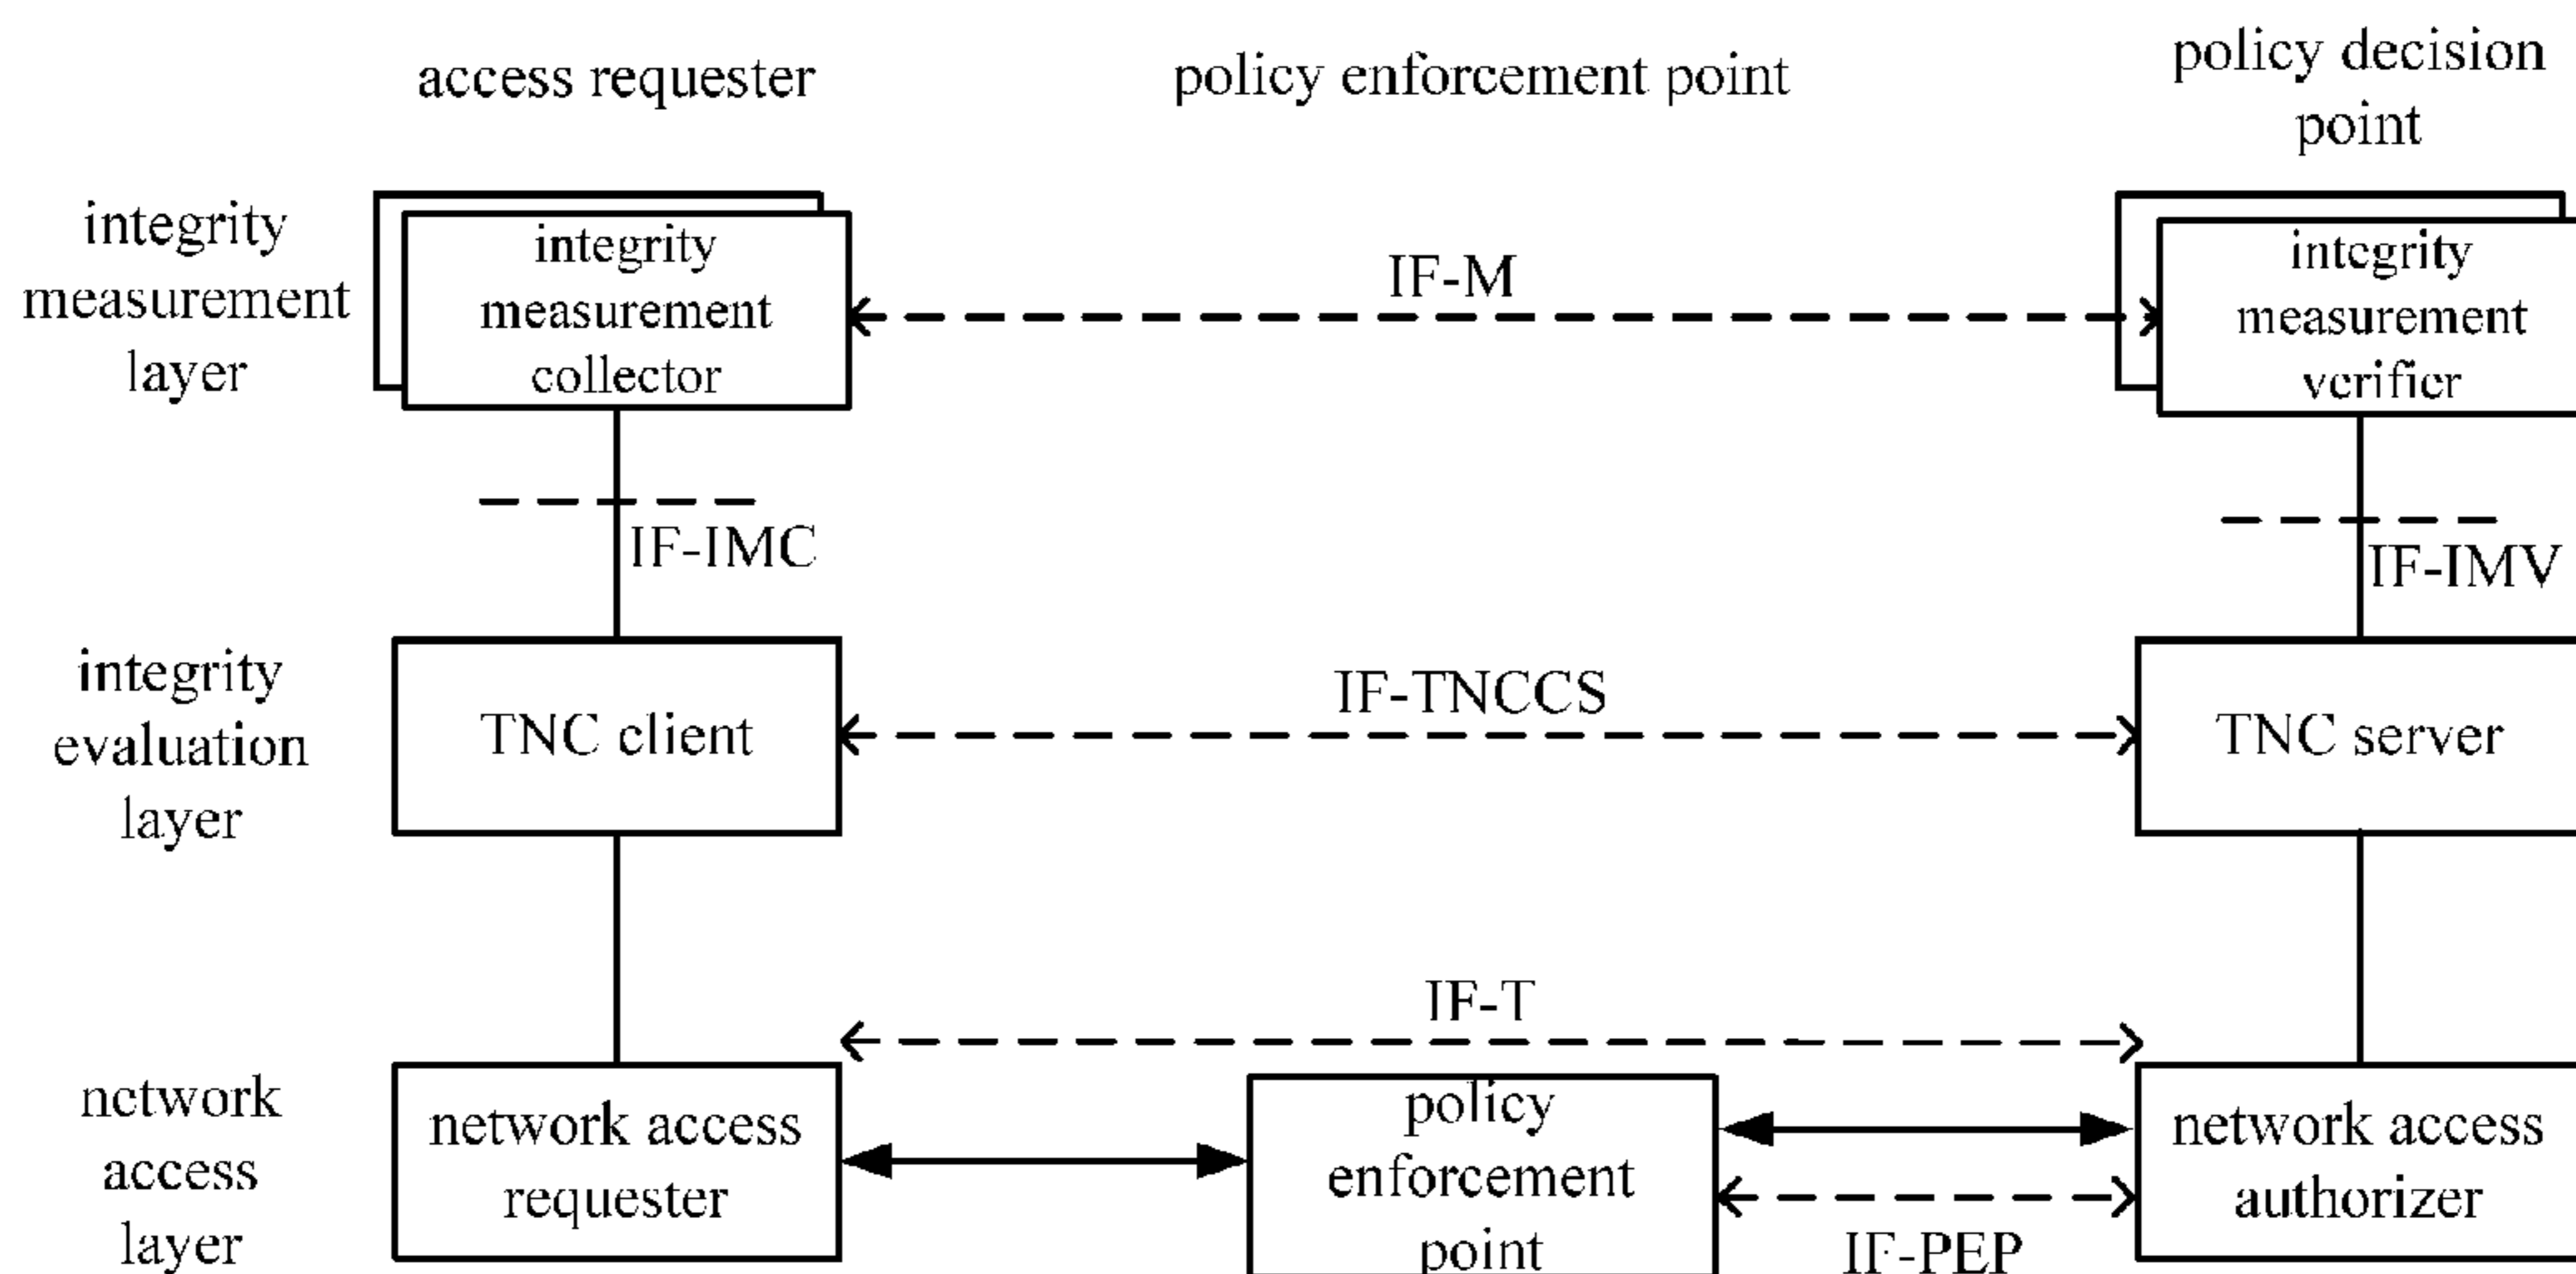 access requester
policy enforcement point
policy decision
point
integrity
measurement
layer
integrity
measurement
collector
IF-M
integrity
measurement
verifier
IF-IMC
IF-IMV
integrity
evaluation
layer
TNC client
IF-TNCCS
TNC server
IF-T
network
access
layer
network access
requester
policy
enforcement
point
network access
authorizer
IF-PEP